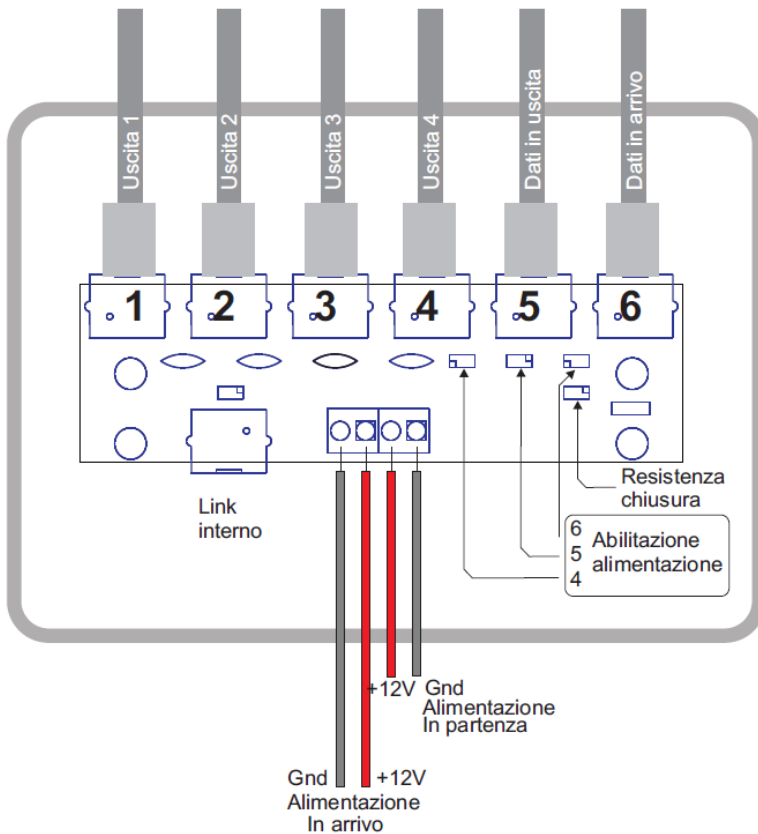 Uscita 1
Uscita 2
Uscita 3
Uscita 4
Dati in uscita
Dati in arrivo
1
2
3
4
5
6
Link
interno
Resistenza
chiusura
6
5
4
Abilitazione
alimentazione
+12V Gnd
Alimentazione
In partenza
Gnd +12V
Alimentazione
In arrivo